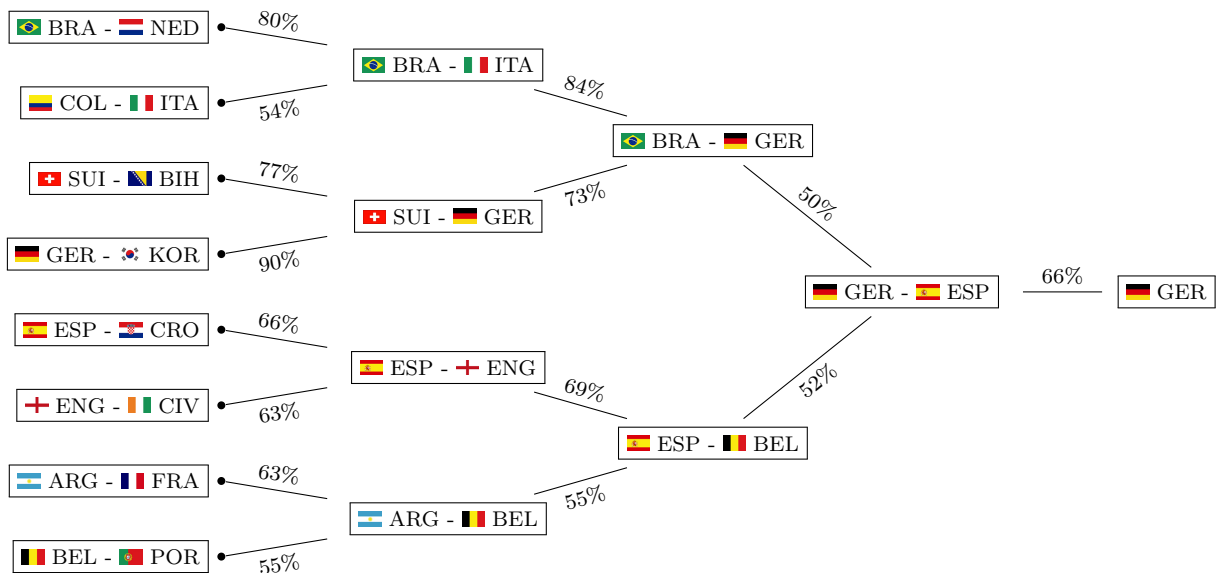 BRA - NED
80%
COL - ITA
54%
SUI - BIH
77%
GER - KOR
90%
ESP - CRO
66%
ENG - CIV
63%
ARG - FRA
63%
BEL - POR
55%
BRA - ITA
84%
SUI - GER
73%
ESP - ENG
69%
ARG - BEL
55%
BRA - GER
50%
ESP - BEL
52%
GER - ESP
66%
GER